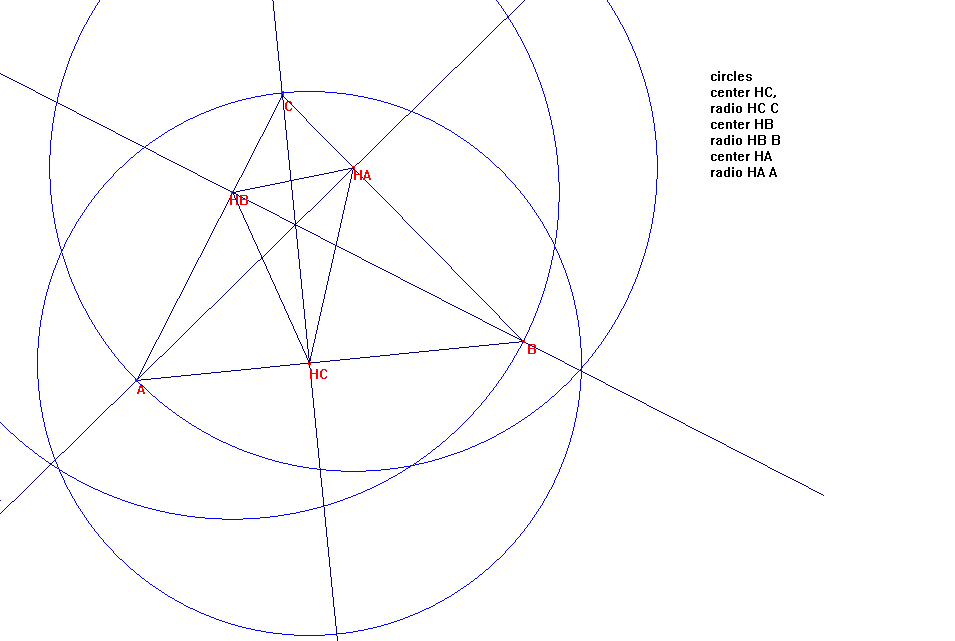 circles
center HC,
radio HC C
center HB
radio HB B
center HA
radio HA A
C
HA
HB
B
HC
A